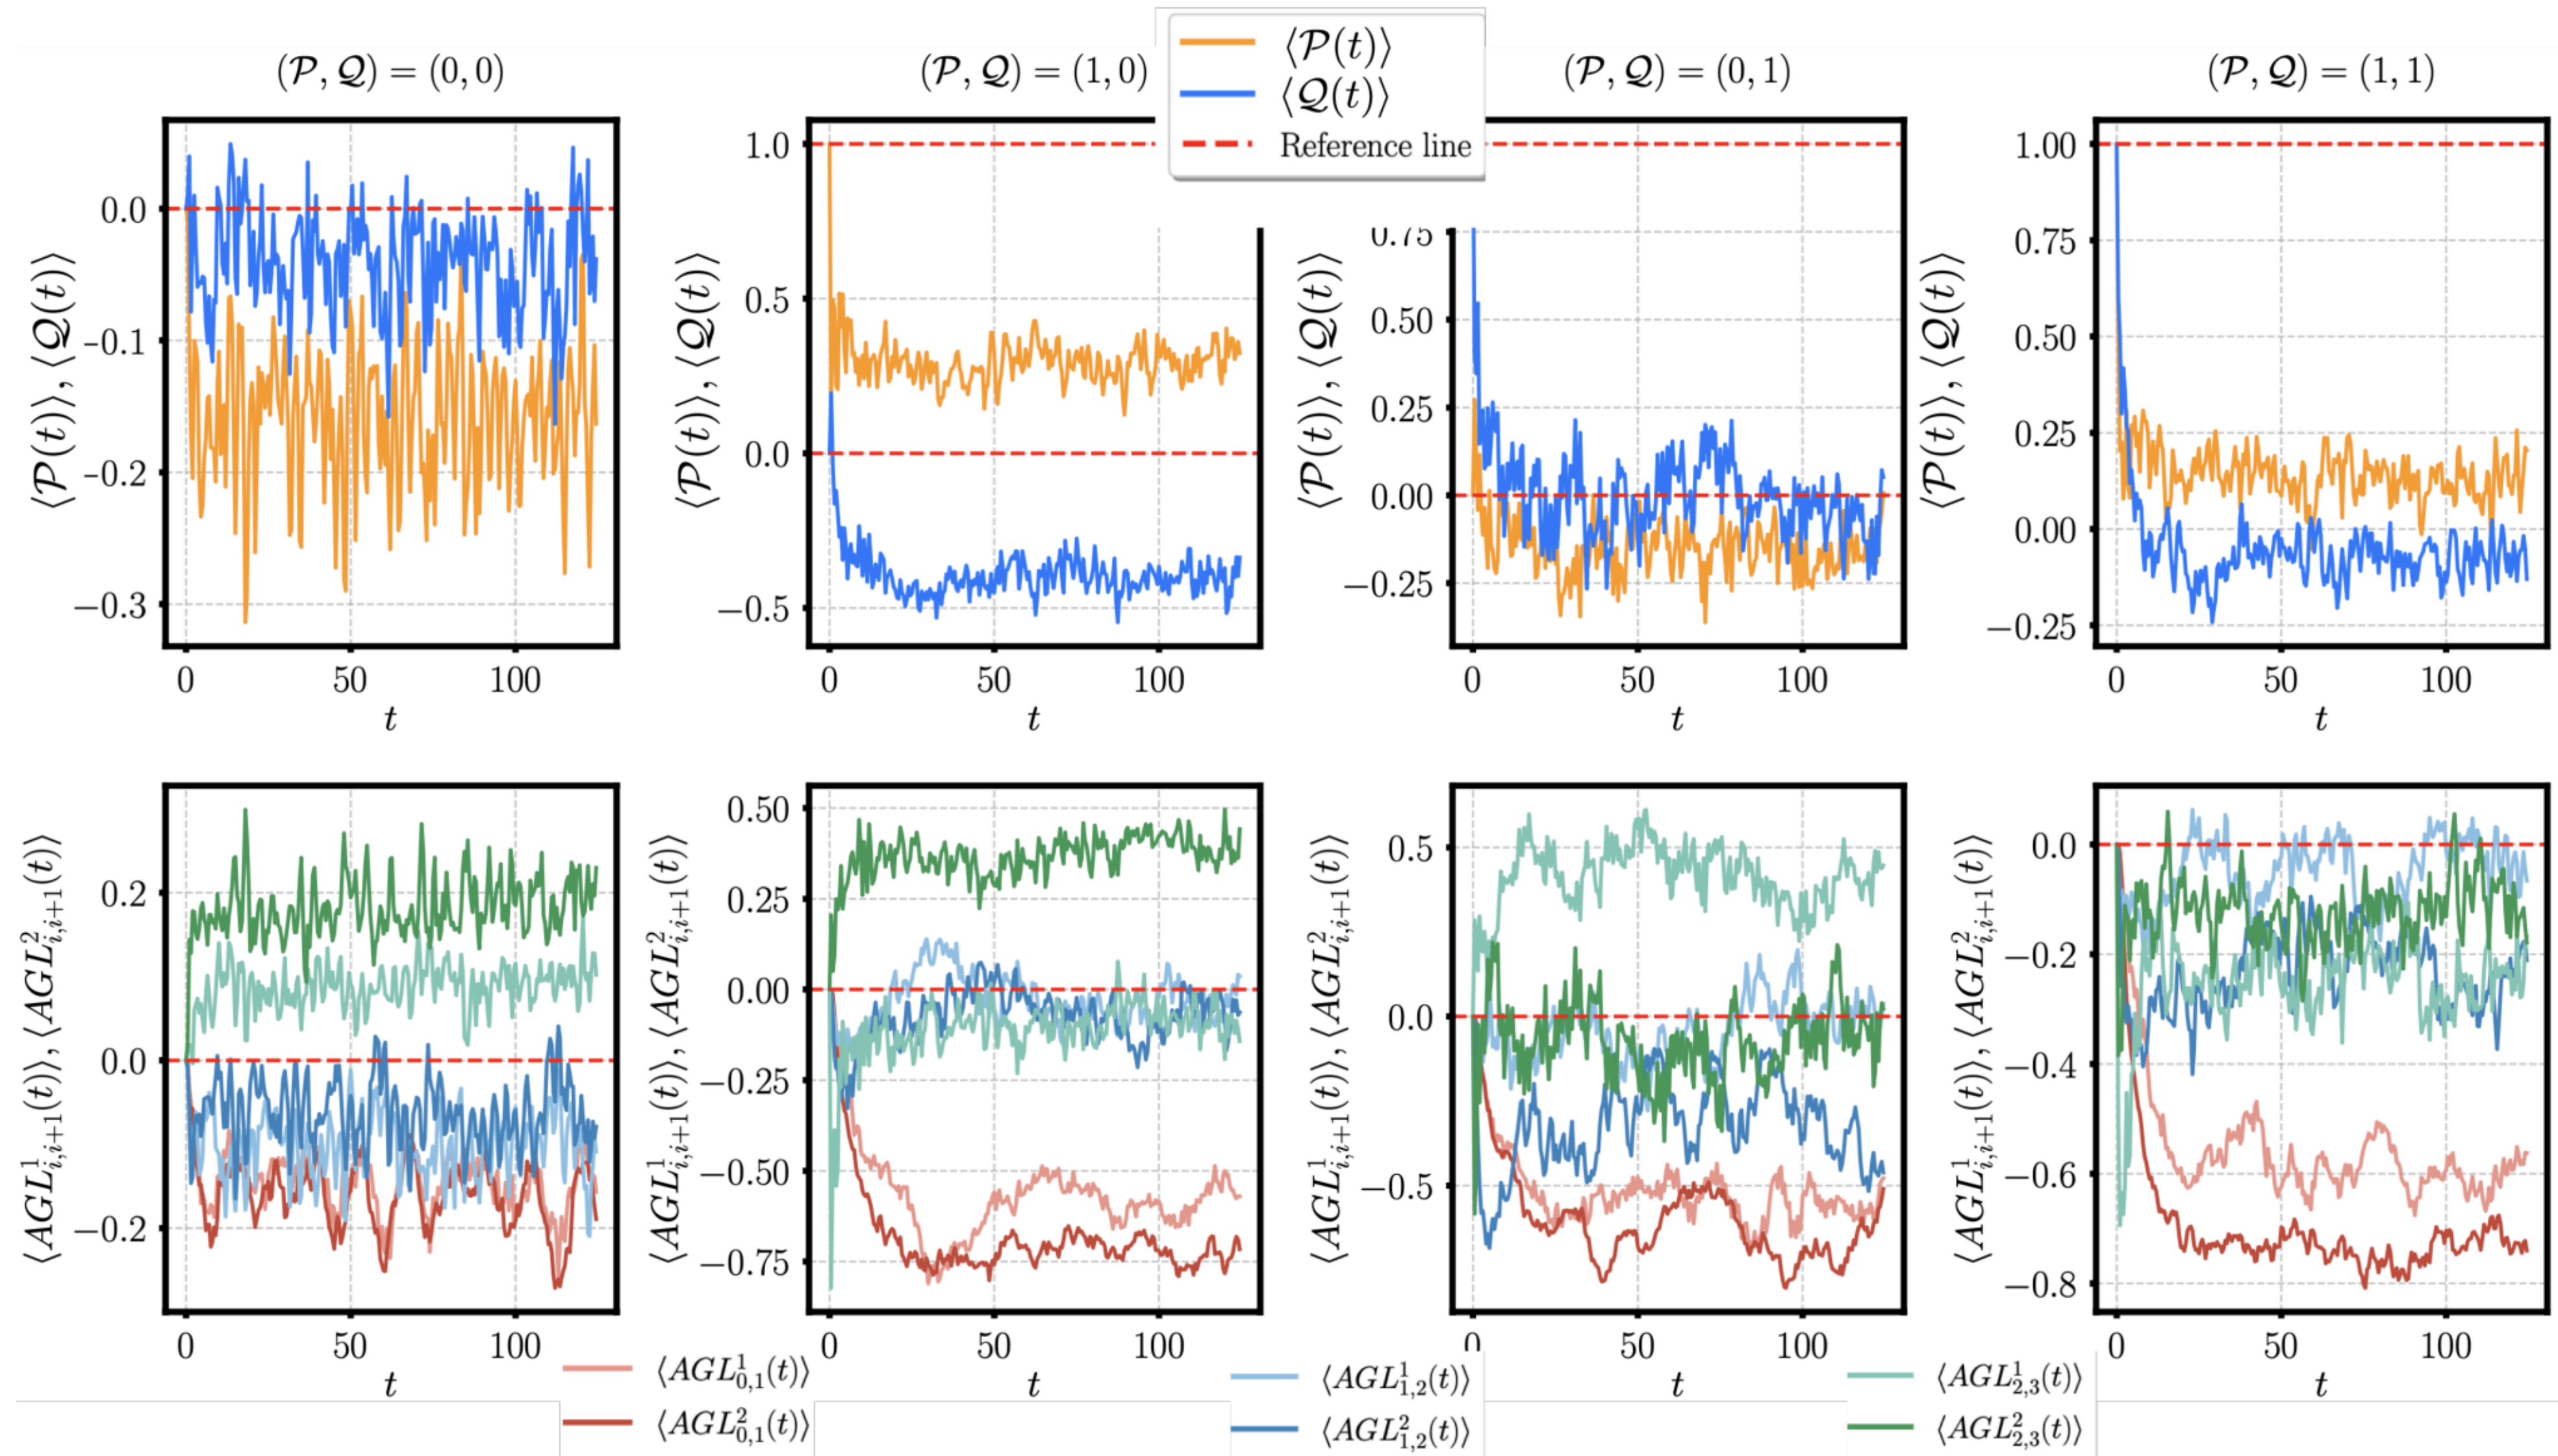 ⟨𝒫(t)⟩
⟨𝒬(t)⟩
Reference line
(𝒫, 𝒬) = (0, 0)
(𝒫, 𝒬) = (1, 0)
(𝒫, 𝒬) = (0, 1)
(𝒫, 𝒬) = (1, 1)
⟨𝒫(t)⟩, ⟨𝒬(t)⟩
0.0
-0.1
-0.2
−0.3
0 50 100
t
⟨𝒫(t)⟩, ⟨𝒬(t)⟩
1.0
0.5
0.0
−0.5
0 50 100
t
⟨𝒫(t)⟩, ⟨𝒬(t)⟩
0.75
0.50
0.25
0.00
−0.25
0 50 100
t
⟨𝒫(t)⟩, ⟨𝒬(t)⟩
1.00
0.75
0.50
0.25
0.00
−0.25
0 50 100
t
⟨AGL¹ᵢ,ᵢ₊₁(t)⟩, ⟨AGL²ᵢ,ᵢ₊₁(t)⟩
0.2
0.0
−0.2
0 50 100
t
⟨AGL¹ᵢ,ᵢ₊₁(t)⟩, ⟨AGL²ᵢ,ᵢ₊₁(t)⟩
0.50
0.25
0.00
−0.25
−0.50
−0.75
0 50 100
t
⟨AGL¹ᵢ,ᵢ₊₁(t)⟩, ⟨AGL²ᵢ,ᵢ₊₁(t)⟩
0.5
0.0
−0.5
0 50 100
⟨AGL¹ᵢ,ᵢ₊₁(t)⟩, ⟨AGL²ᵢ,ᵢ₊₁(t)⟩
0.0
−0.2
−0.4
−0.6
−0.8
0 50 100
t
⟨AGL¹₀,₁(t)⟩
⟨AGL²₀,₁(t)⟩
⟨AGL¹₁,₂(t)⟩
⟨AGL²₁,₂(t)⟩
t
⟨AGL¹₂,₃(t)⟩
⟨AGL²₂,₃(t)⟩